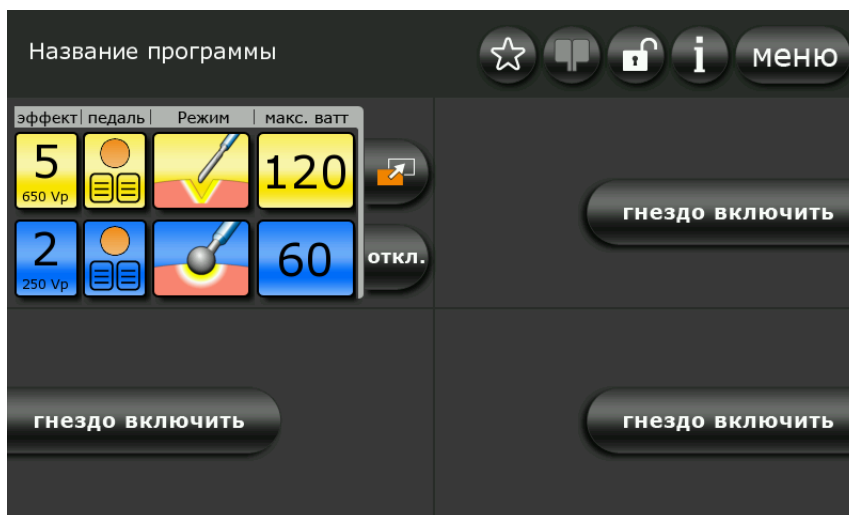 Название программы
i
меню
эффект педаль Режим макс. ватт
5
650 Vp
120
2
250 Vp
60
откл.
гнездо включить
гнездо включить
гнездо включить